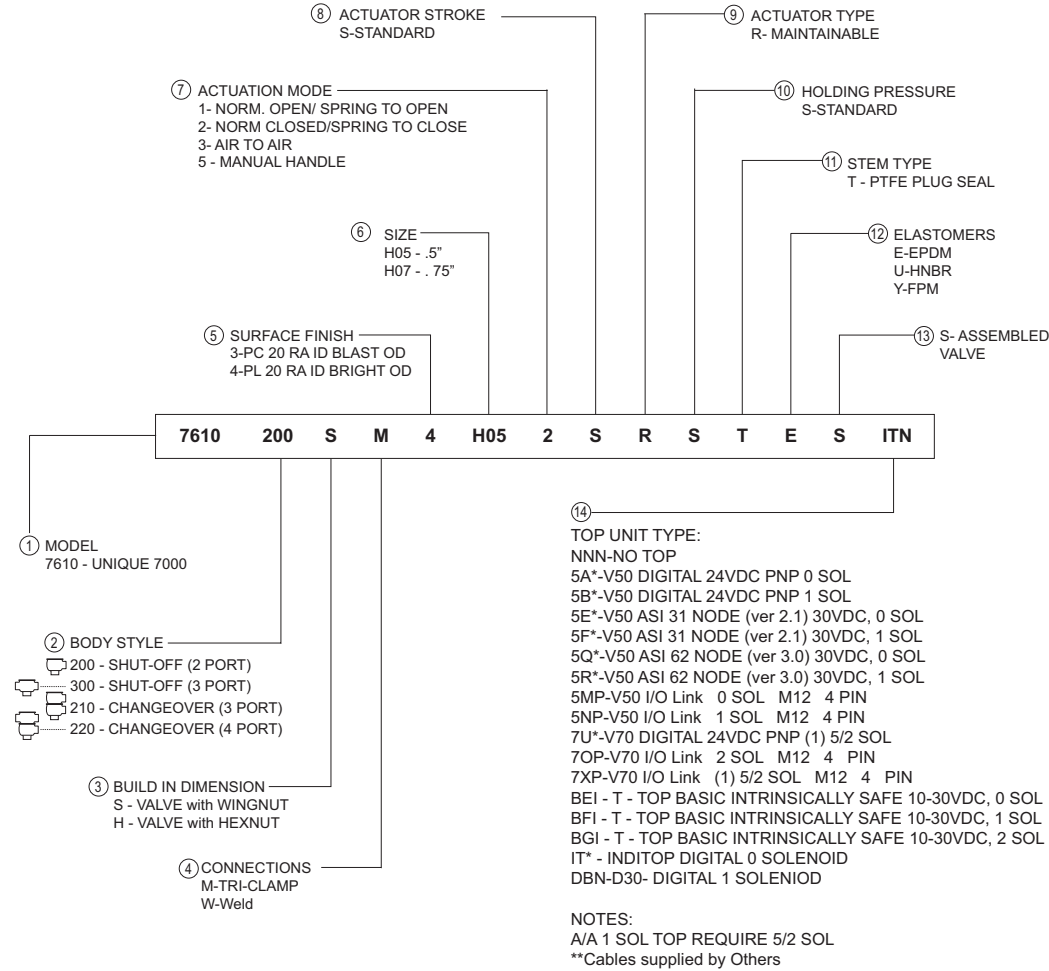 ⑧ ACTUATOR STROKE
S-STANDARD
⑨ ACTUATOR TYPE
R- MAINTAINABLE
⑦ ACTUATION MODE
1- NORM. OPEN/ SPRING TO OPEN
2- NORM CLOSED/SPRING TO CLOSE
3- AIR TO AIR
5 - MANUAL HANDLE
⑩ HOLDING PRESSURE
S-STANDARD
⑪ STEM TYPE
T - PTFE PLUG SEAL
⑥ SIZE
H05 - .5”
H07 - . 75”
⑫ ELASTOMERS
E-EPDM
U-HNBR
Y-FPM
⑤ SURFACE FINISH
3-PC 20 RA ID BLAST OD
4-PL 20 RA ID BRIGHT OD
⑬ S- ASSEMBLED
VALVE
7610 200 S M 4 H05 2 S R S T E S ITN
① MODEL
7610 - UNIQUE 7000
② BODY STYLE
200 - SHUT-OFF (2 PORT)
300 - SHUT-OFF (3 PORT)
210 - CHANGEOVER (3 PORT)
220 - CHANGEOVER (4 PORT)
③ BUILD IN DIMENSION
S - VALVE with WINGNUT
H - VALVE with HEXNUT
④ CONNECTIONS
M-TRI-CLAMP
W-Weld
⑭
TOP UNIT TYPE:
NNN-NO TOP
5A*-V50 DIGITAL 24VDC PNP 0 SOL
5B*-V50 DIGITAL 24VDC PNP 1 SOL
5E*-V50 ASI 31 NODE (ver 2.1) 30VDC, 0 SOL
5F*-V50 ASI 31 NODE (ver 2.1) 30VDC, 1 SOL
5Q*-V50 ASI 62 NODE (ver 3.0) 30VDC, 0 SOL
5R*-V50 ASI 62 NODE (ver 3.0) 30VDC, 1 SOL
5MP-V50 I/O Link 0 SOL M12 4 PIN
5NP-V50 I/O Link 1 SOL M12 4 PIN
7U*-V70 DIGITAL 24VDC PNP (1) 5/2 SOL
7OP-V70 I/O Link 2 SOL M12 4 PIN
7XP-V70 I/O Link (1) 5/2 SOL M12 4 PIN
BEI - T - TOP BASIC INTRINSICALLY SAFE 10-30VDC, 0 SOL
BFI - T - TOP BASIC INTRINSICALLY SAFE 10-30VDC, 1 SOL
BGI - T - TOP BASIC INTRINSICALLY SAFE 10-30VDC, 2 SOL
IT* - INDITOP DIGITAL 0 SOLENOID
DBN-D30- DIGITAL 1 SOLENIOD
NOTES:
A/A 1 SOL TOP REQUIRE 5/2 SOL
**Cables supplied by Others